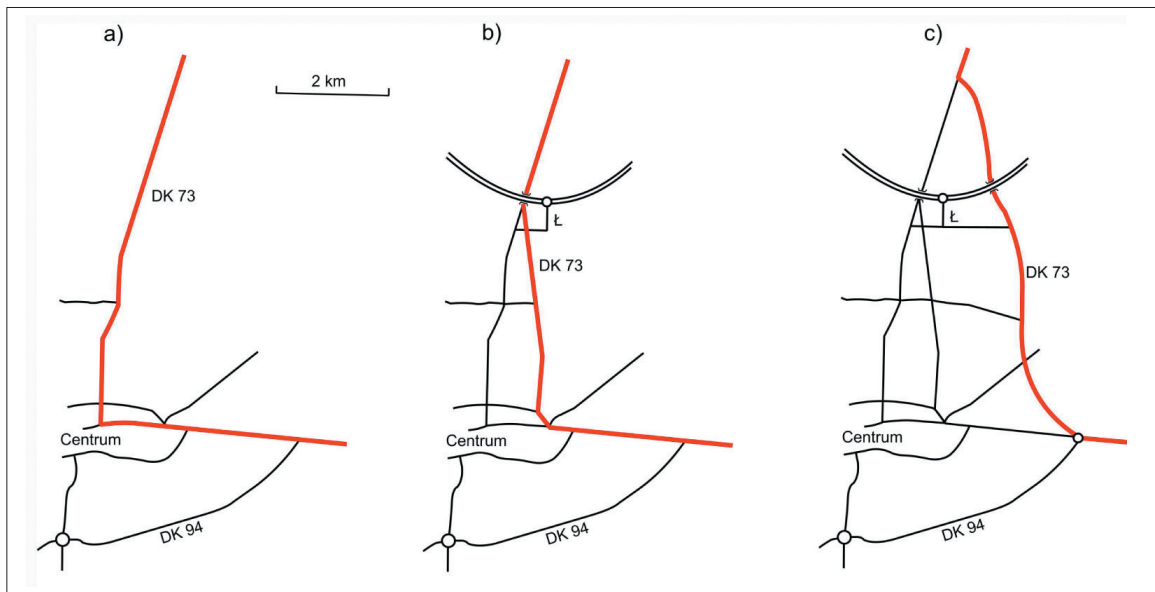 a)
b)
c)
2 km
DK 73
Ł
DK 73
Ł
DK 73
Centrum
Centrum
Centrum
DK 94
DK 94
DK 94